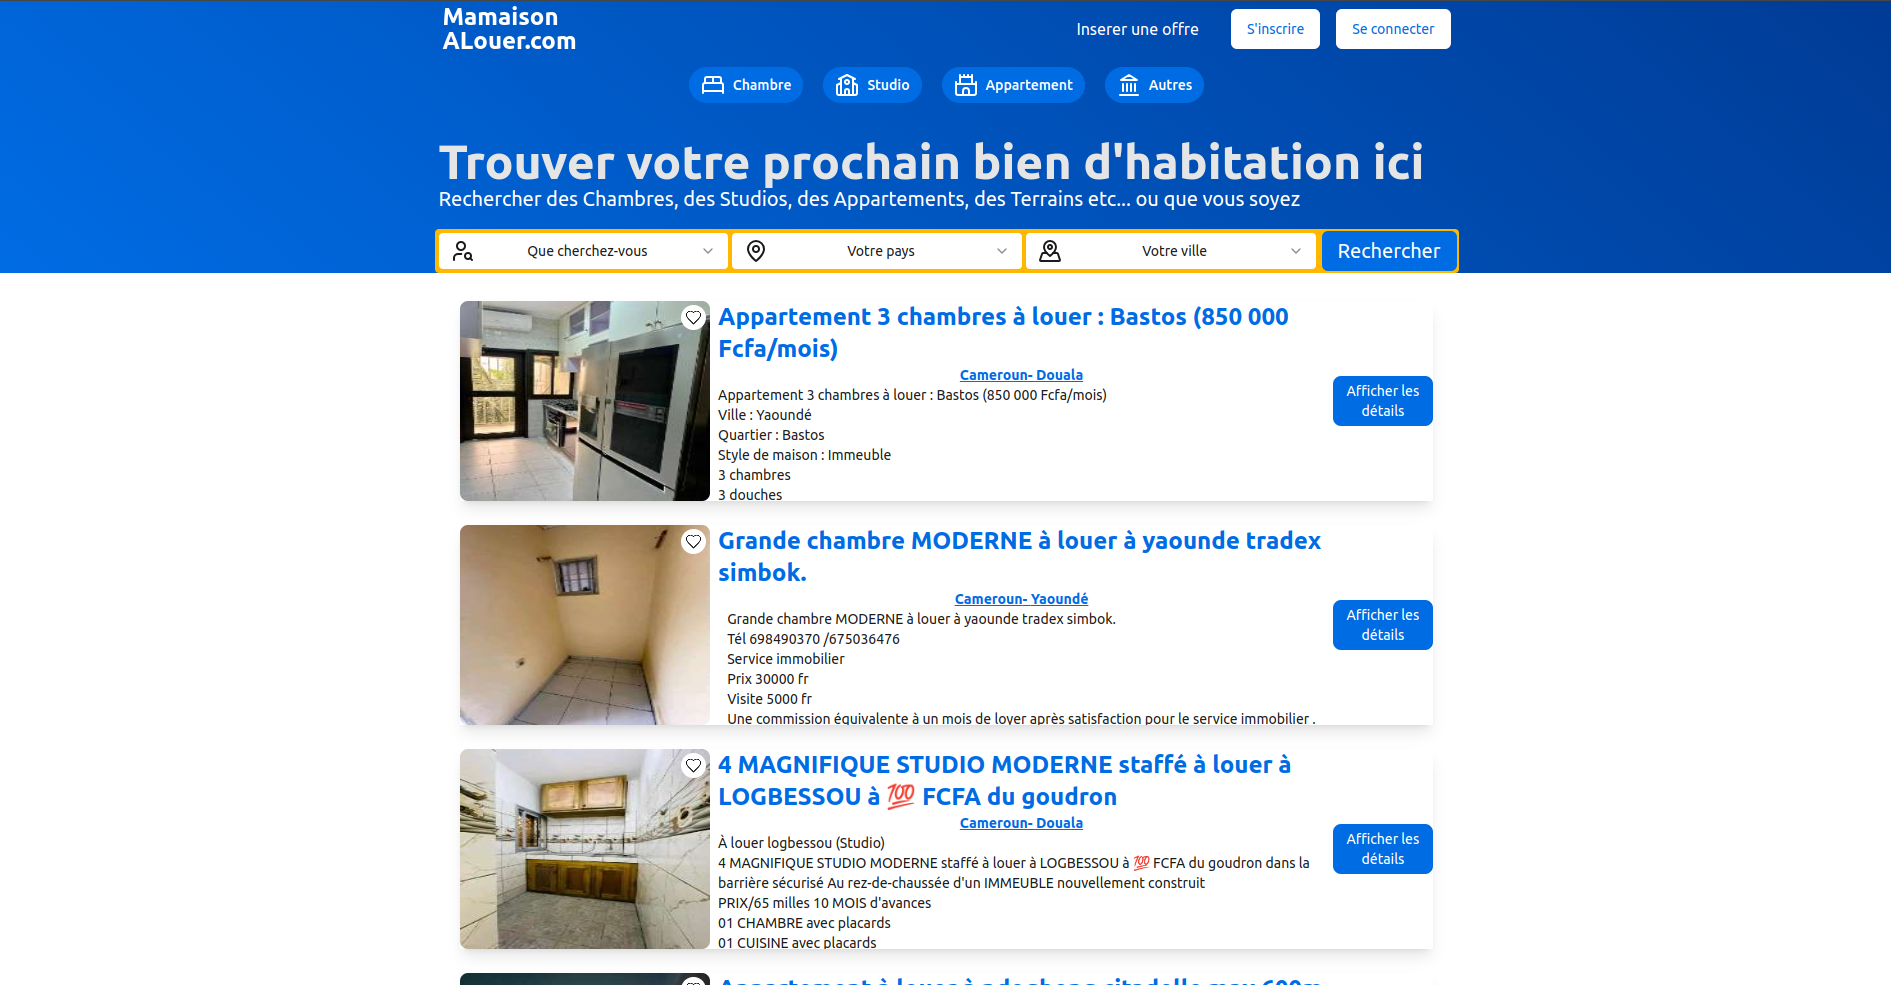 Mamaison
ALouer.com
Inserer une offre
S'inscrire
Se connecter
Chambre
Studio
Appartement
Autres
Trouver votre prochain bien d'habitation ici
Rechercher des Chambres, des Studios, des Appartements, des Terrains etc... ou que vous soyez
Que cherchez-vous
Votre pays
Votre ville
Rechercher
Appartement 3 chambres à louer : Bastos (850 000
Fcfa/mois)
Cameroun- Douala
Appartement 3 chambres à louer : Bastos (850 000 Fcfa/mois)
Ville : Yaoundé
Quartier : Bastos
Style de maison : Immeuble
3 chambres
3 douches
Afficher les
détails
Grande chambre MODERNE à louer à yaounde tradex
simbok.
Cameroun- Yaoundé
Grande chambre MODERNE à louer à yaounde tradex simbok.
Tél 698490370 /675036476
Service immobilier
Prix 30000 fr
Visite 5000 fr
Une commission équivalente à un mois de loyer après satisfaction pour le service immobilier .
Afficher les
détails
4 MAGNIFIQUE STUDIO MODERNE staffé à louer à
LOGBESSOU à 💯 FCFA du goudron
Cameroun- Douala
À louer logbessou (Studio)
4 MAGNIFIQUE STUDIO MODERNE staffé à louer à LOGBESSOU à 💯 FCFA du goudron dans la
barrière sécurisé Au rez-de-chaussée d'un IMMEUBLE nouvellement construit
PRIX/65 milles 10 MOIS d'avances
01 CHAMBRE avec placards
01 CUISINE avec placards
Afficher les
détails
Appartement à louer à